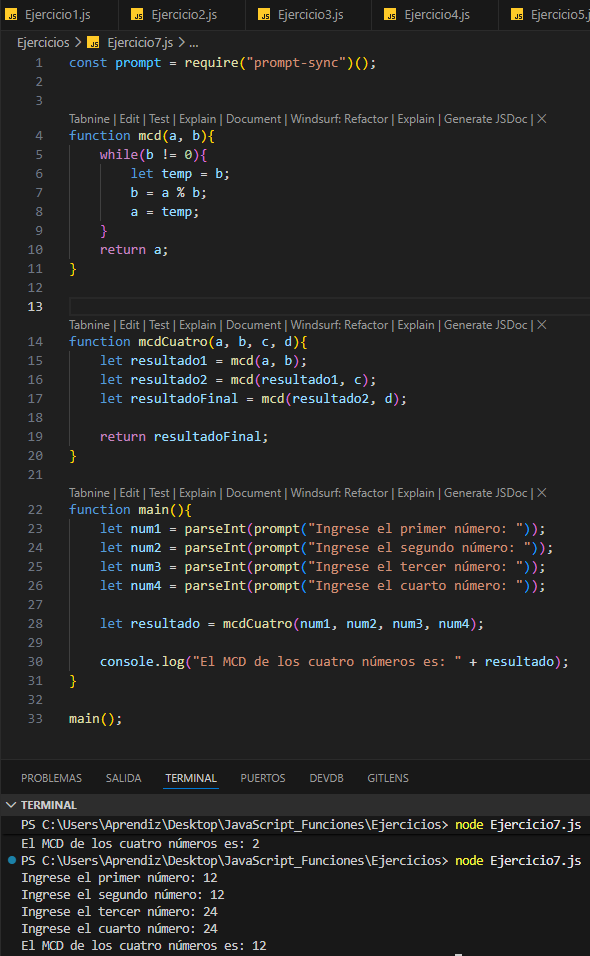 JS Ejercicio1.js JS Ejercicio2.js JS Ejercicio3.js JS Ejercicio4.js JS Ejercicio5.j
Ejercicios > JS Ejercicio7.js > ...
1 const prompt = require("prompt-sync")();
2
3
Tabnine | Edit | Test | Explain | Document | Windsurf: Refactor | Explain | Generate JSDoc | X
4 function mcd(a, b){
5     while(b != 0){
6         let temp = b;
7         b = a % b;
8         a = temp;
9     }
10     return a;
11 }
12
13
Tabnine | Edit | Test | Explain | Document | Windsurf: Refactor | Explain | Generate JSDoc | X
14 function mcdCuatro(a, b, c, d){
15     let resultado1 = mcd(a, b);
16     let resultado2 = mcd(resultado1, c);
17     let resultadoFinal = mcd(resultado2, d);
18
19     return resultadoFinal;
20 }
21
Tabnine | Edit | Test | Explain | Document | Windsurf: Refactor | Explain | Generate JSDoc | X
22 function main(){
23     let num1 = parseInt(prompt("Ingrese el primer número: "));
24     let num2 = parseInt(prompt("Ingrese el segundo número: "));
25     let num3 = parseInt(prompt("Ingrese el tercer número: "));
26     let num4 = parseInt(prompt("Ingrese el cuarto número: "));
27
28     let resultado = mcdCuatro(num1, num2, num3, num4);
29
30     console.log("El MCD de los cuatro números es: " + resultado);
31 }
32
33 main();
PROBLEMAS SALIDA TERMINAL PUERTOS DEVDB GITLENS
TERMINAL
PS C:\Users\Aprendiz\Desktop\JavaScript_Funciones\Ejercicios> node Ejercicio7.js
El MCD de los cuatro números es: 2
PS C:\Users\Aprendiz\Desktop\JavaScript_Funciones\Ejercicios> node Ejercicio7.js
Ingrese el primer número: 12
Ingrese el segundo número: 12
Ingrese el tercer número: 24
Ingrese el cuarto número: 24
El MCD de los cuatro números es: 12